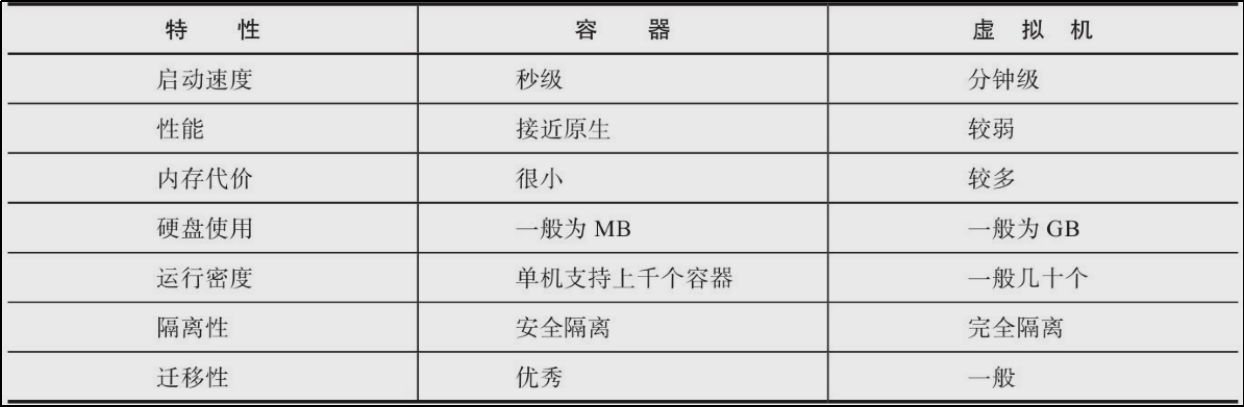 特 性 容 器 虚 拟 机
启动速度 秒级 分钟级
性能 接近原生 较弱
内存代价 很小 较多
硬盘使用 一般为 MB 一般为 GB
运行密度 单机支持上千个容器 一般几十个
隔离性 安全隔离 完全隔离
迁移性 优秀 一般